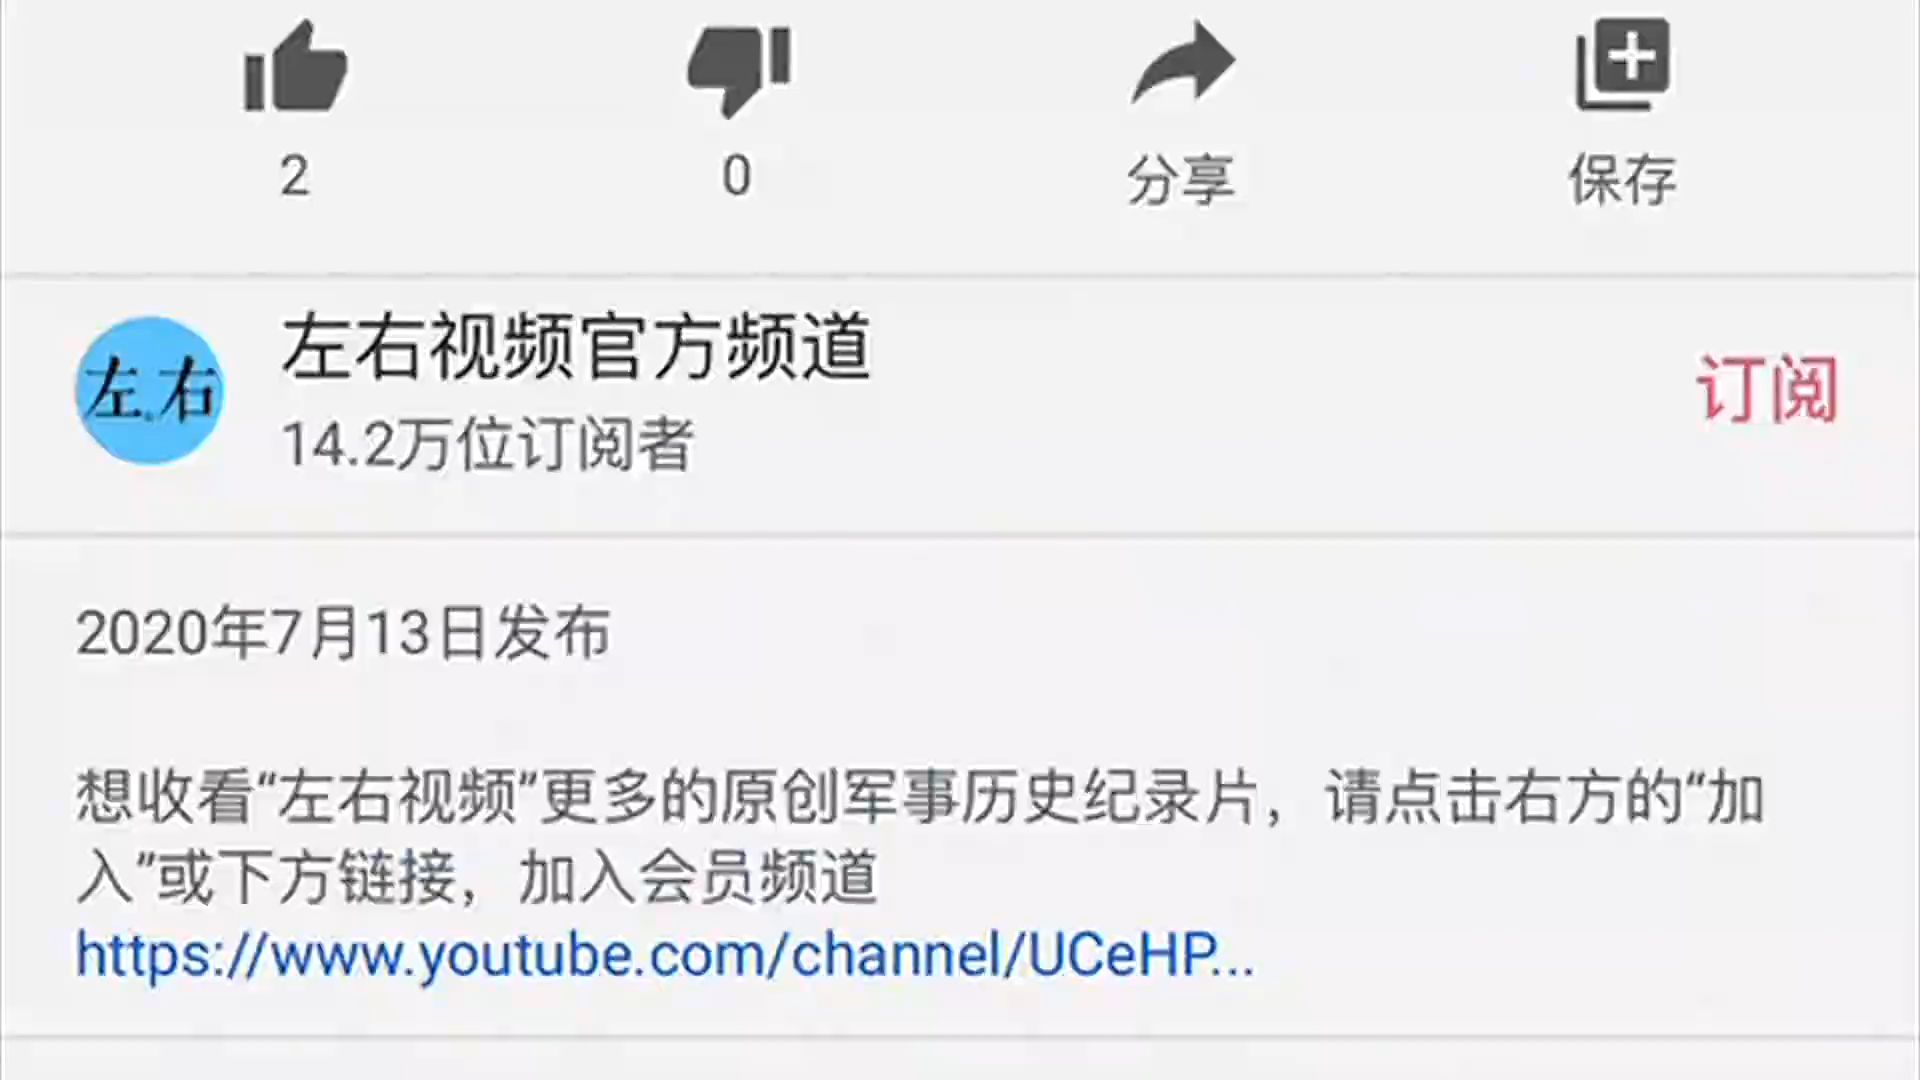 2
0
分享
保存
左右
左右视频官方频道
14.2万位订阅者
订阅
2020年7月13日发布
想收看“左右视频”更多的原创军事历史纪录片，请点击右方的“加
入”或下方链接，加入会员频道
https://www.youtube.com/channel/UCeHP...